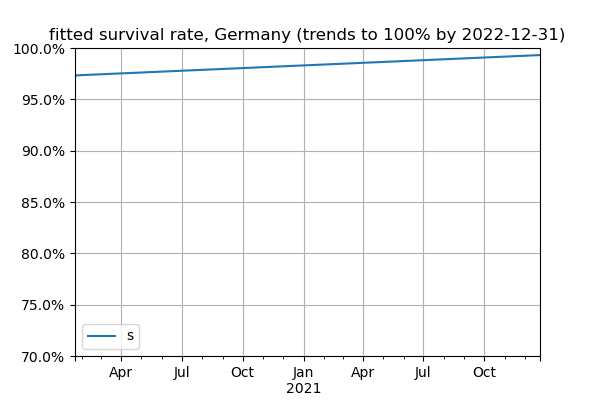 fitted survival rate, Germany (trends to 100% by 2022-12-31)
100.0%
95.0%
90.0%
85.0%
80.0%
75.0%
70.0%
s
Apr Jul Oct Jan Apr Jul Oct
2021